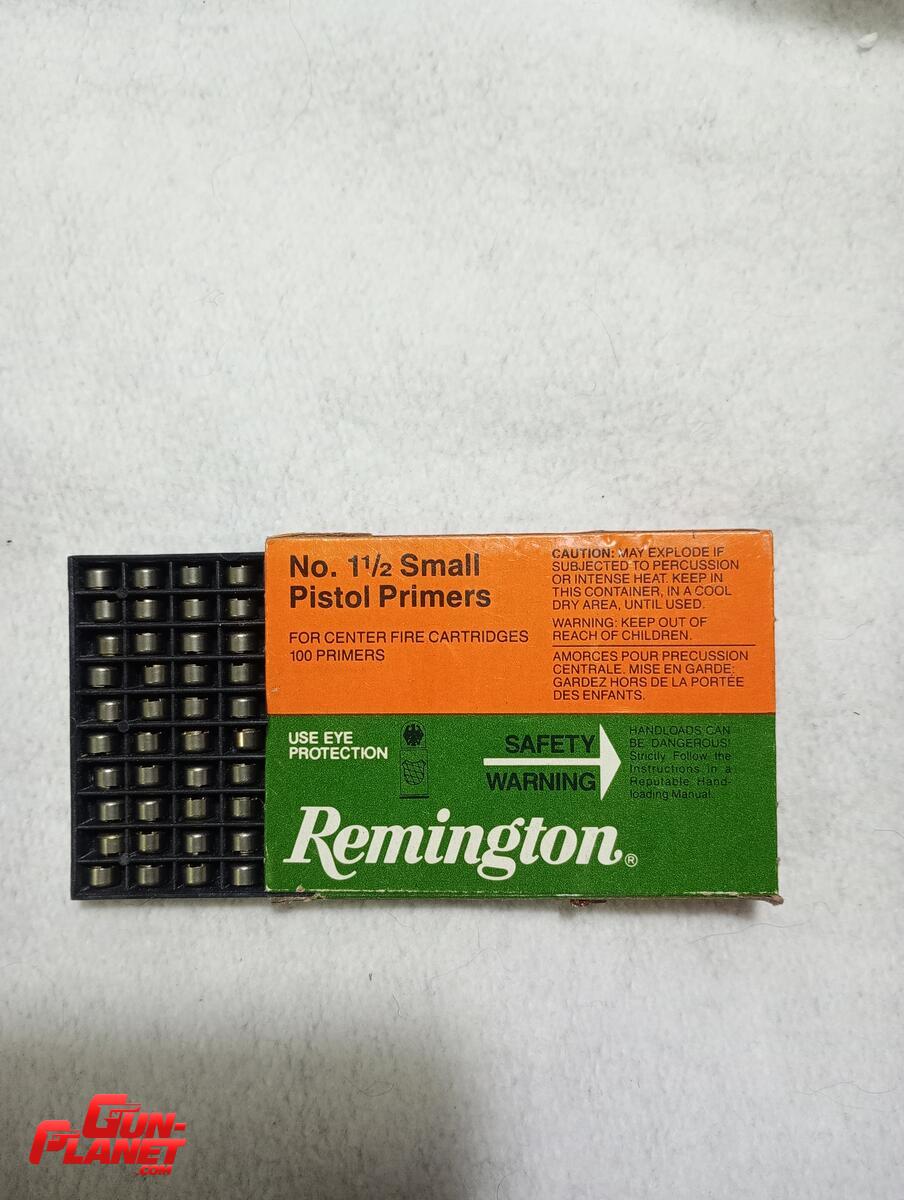 No. 1½ Small
Pistol Primers
FOR CENTER FIRE CARTRIDGES
100 PRIMERS
CAUTION: MAY EXPLODE IF
SUBJECTED TO PERCUSSION
OR INTENSE HEAT. KEEP IN
THIS CONTAINER, IN A COOL
DRY AREA, UNTIL USED.
WARNING: KEEP OUT OF
REACH OF CHILDREN.
AMORCES POUR PRECUSSION
CENTRALE. MISE EN GARDE:
GARDEZ HORS DE LA PORTÉE
DES ENFANTS.
USE EYE
PROTECTION
SAFETY
WARNING
HANDLOADS CAN
BE DANGEROUS!
Strictly Follow the
Instructions in a
Reputable Hand-
loading Manual.
Remington®
GUN-
PLANET
.COM